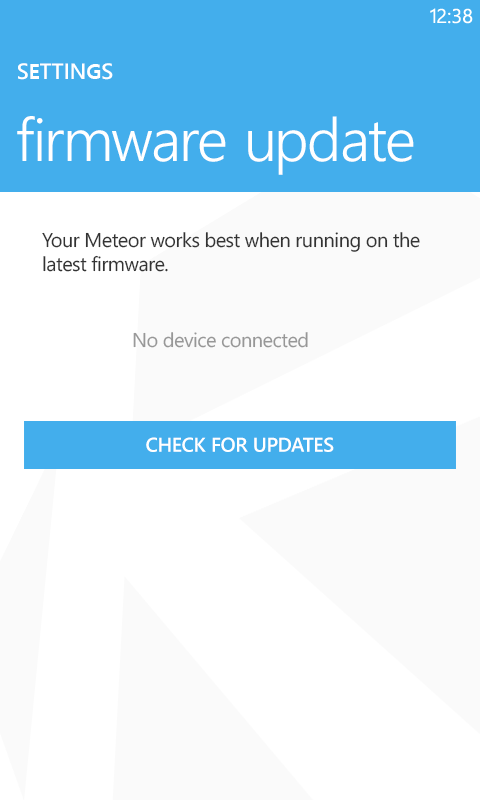 12:38
SETTINGS
firmware update
Your Meteor works best when running on the
latest firmware.
No device connected
CHECK FOR UPDATES